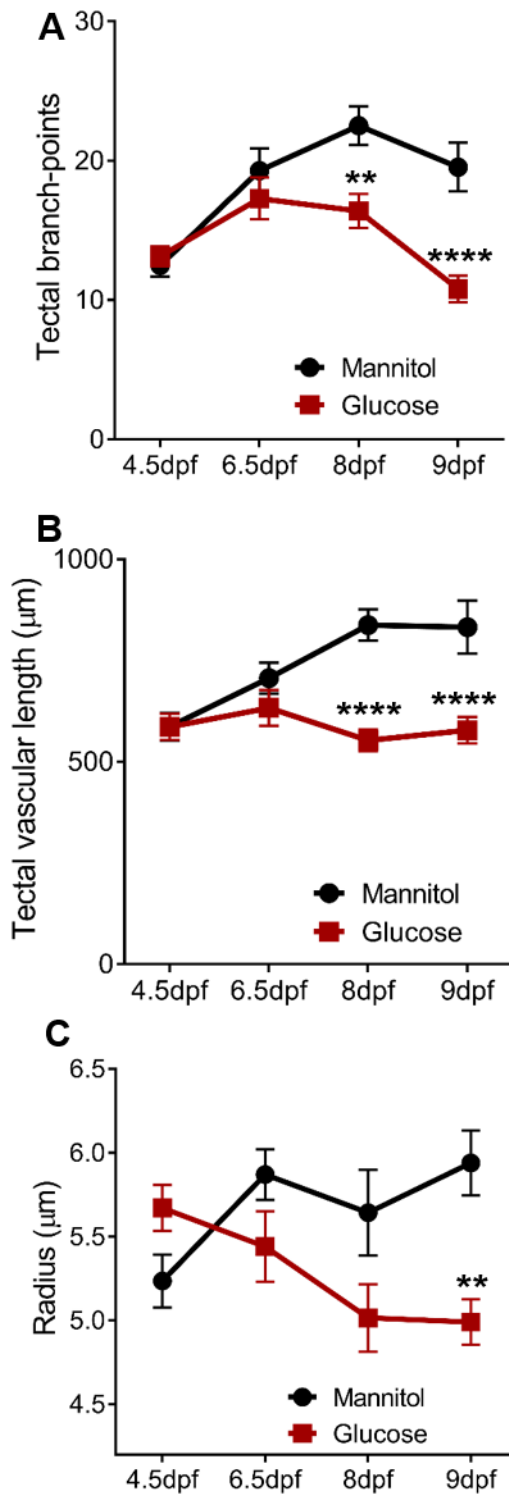 A
Tectal branch-points
30
20
10
0
**
****
Mannitol
Glucose
4.5dpf 6.5dpf 8dpf 9dpf
B
Tectal vascular length (μm)
1000
500
0
**** ****
Mannitol
Glucose
4.5dpf 6.5dpf 8dpf 9dpf
C
Radius (μm)
6.5
6.0
5.5
5.0
4.5
**
Mannitol
Glucose
4.5dpf 6.5dpf 8dpf 9dpf